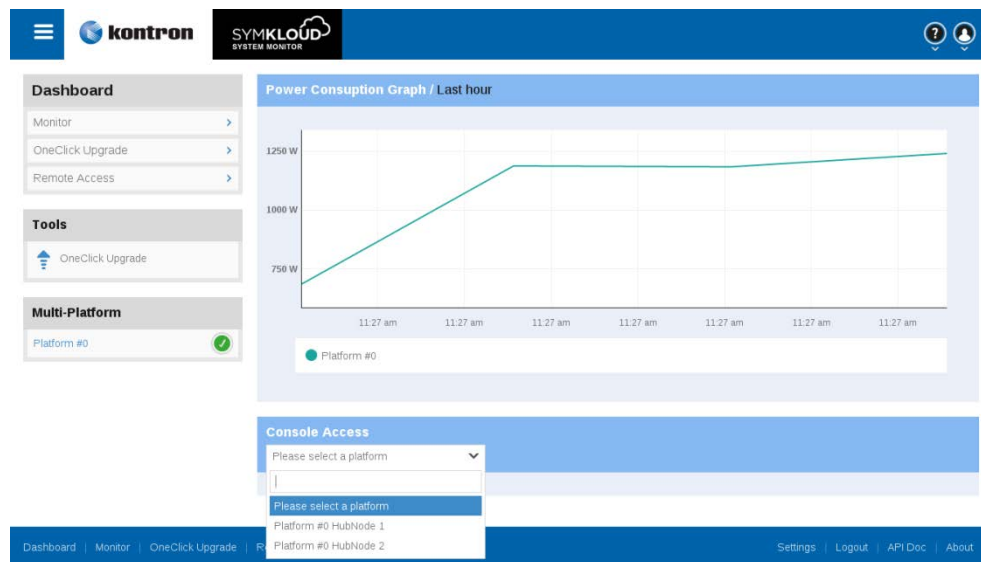 kontron
SYMKLOUD
SYSTEM MONITOR
?
Dashboard
Monitor
OneClick Upgrade
Remote Access
Tools
OneClick Upgrade
Multi-Platform
Platform #0
Power Consuption Graph / Last hour
1250 W
1000 W
750 W
11:27 am 11:27 am 11:27 am 11:27 am 11:27 am 11:27 am 11:27 am
Platform #0
Console Access
Please select a platform
Please select a platform
Platform #0 HubNode 1
Platform #0 HubNode 2
Dashboard | Monitor | OneClick Upgrade | R
Settings | Logout | API Doc | About